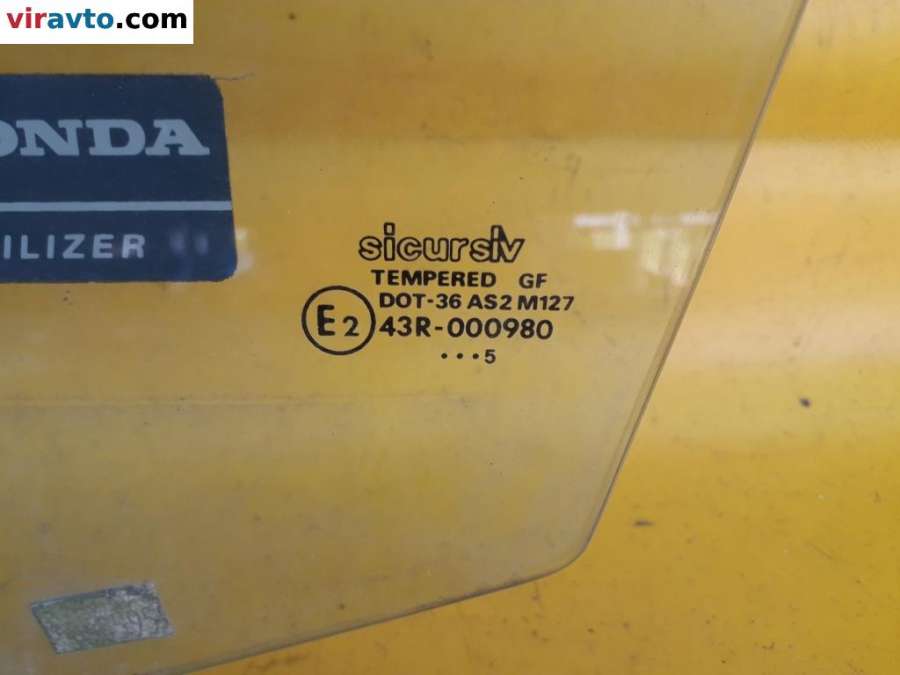 viravto.com
ONDA
ILIZER
sicursiv
TEMPERED GF
DOT-36 AS2 M127
E2 43R-000980
...5